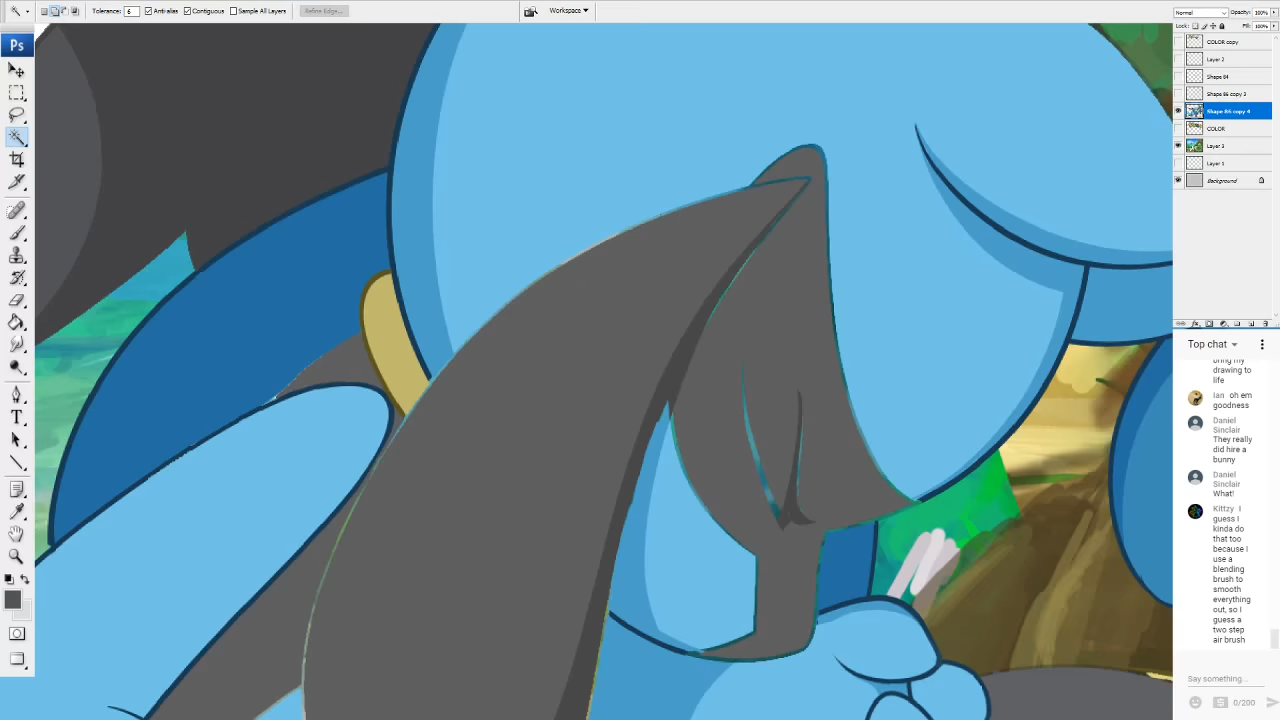 Tolerance: 6 Anti-alias Contiguous Sample All Layers Refine Edge... Workspace
Normal Opacity: 100%
Lock: Fill: 100%
Ps
COLOR copy
Layer 2
Shape 84
Shape 86 copy 3
Shape 86 copy 4
COLOR
Layer 3
Layer 1
Background
Top chat
bring my
drawing to
life
Ian oh em
goodness
Daniel
Sinclair
They really
did hire a
bunny
Daniel
Sinclair
What!
Kittzy I
guess I
kinda do
that too
because I
use a
blending
brush to
smooth
everything
out, so I
guess a
two step
air brush
Say something...
0/200